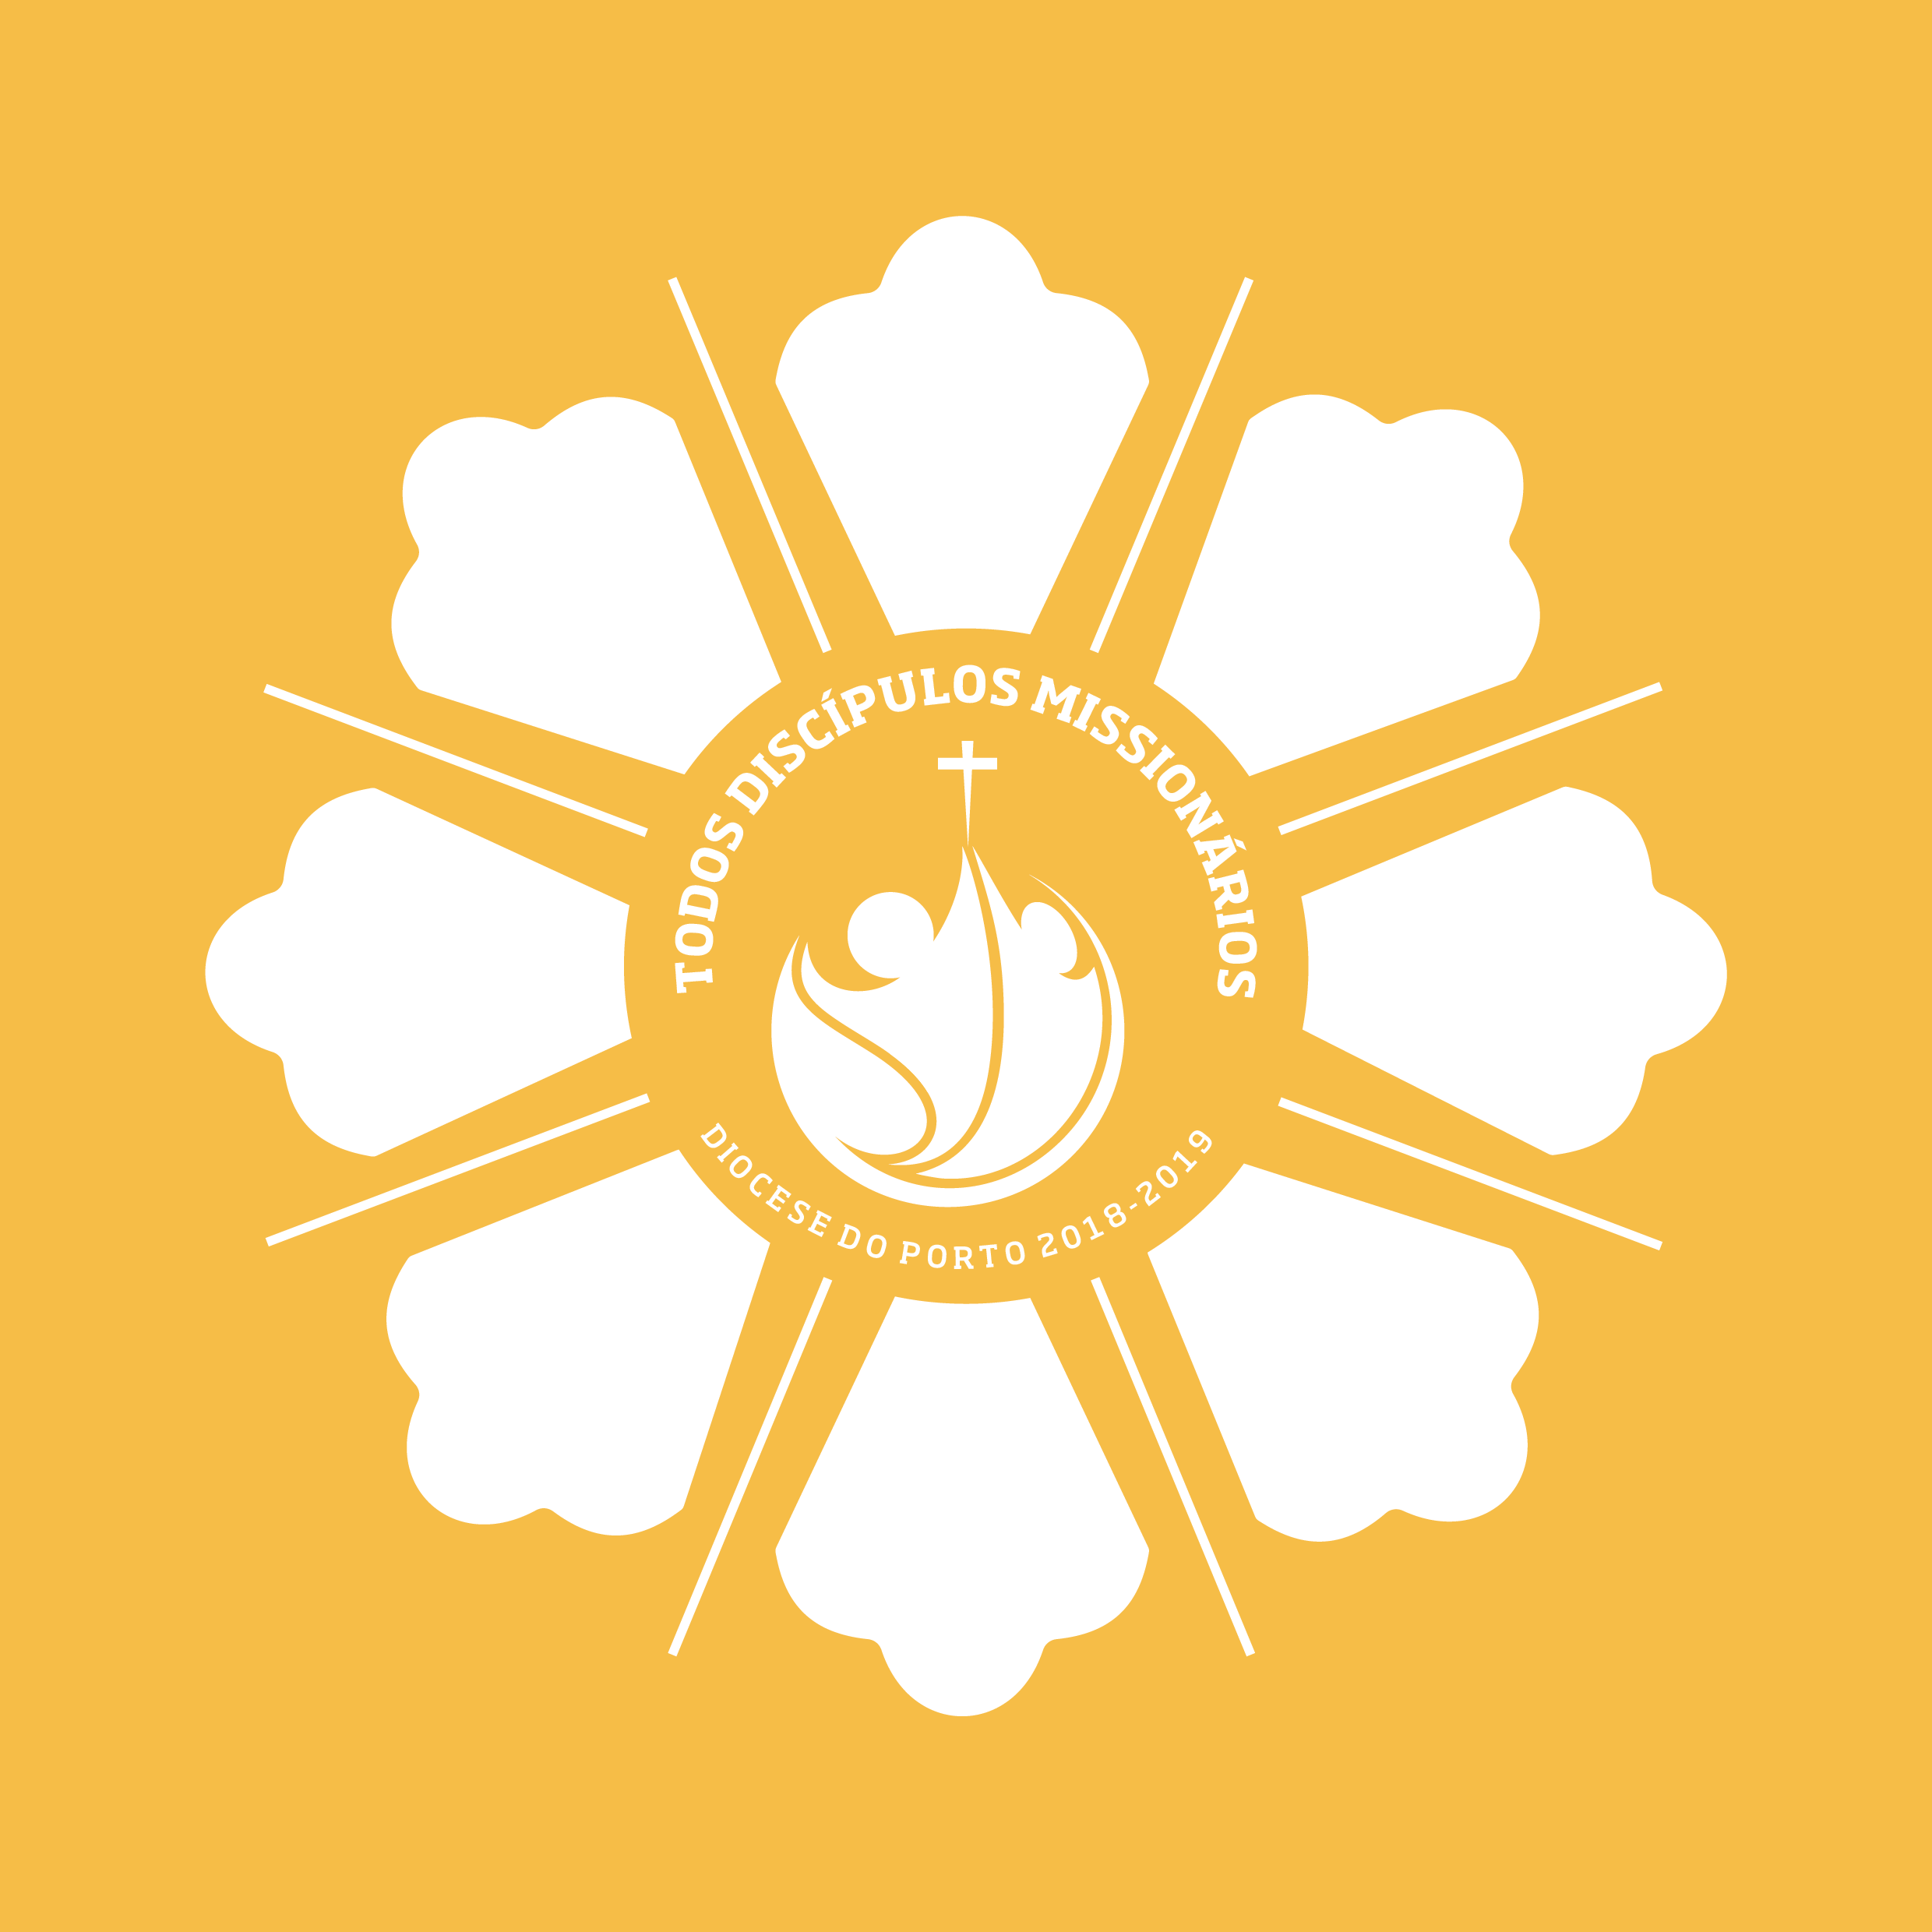 TODOS DISCÍPULOS MISSIONÁRIOS
DIOCESE DO PORTO 2018-2019